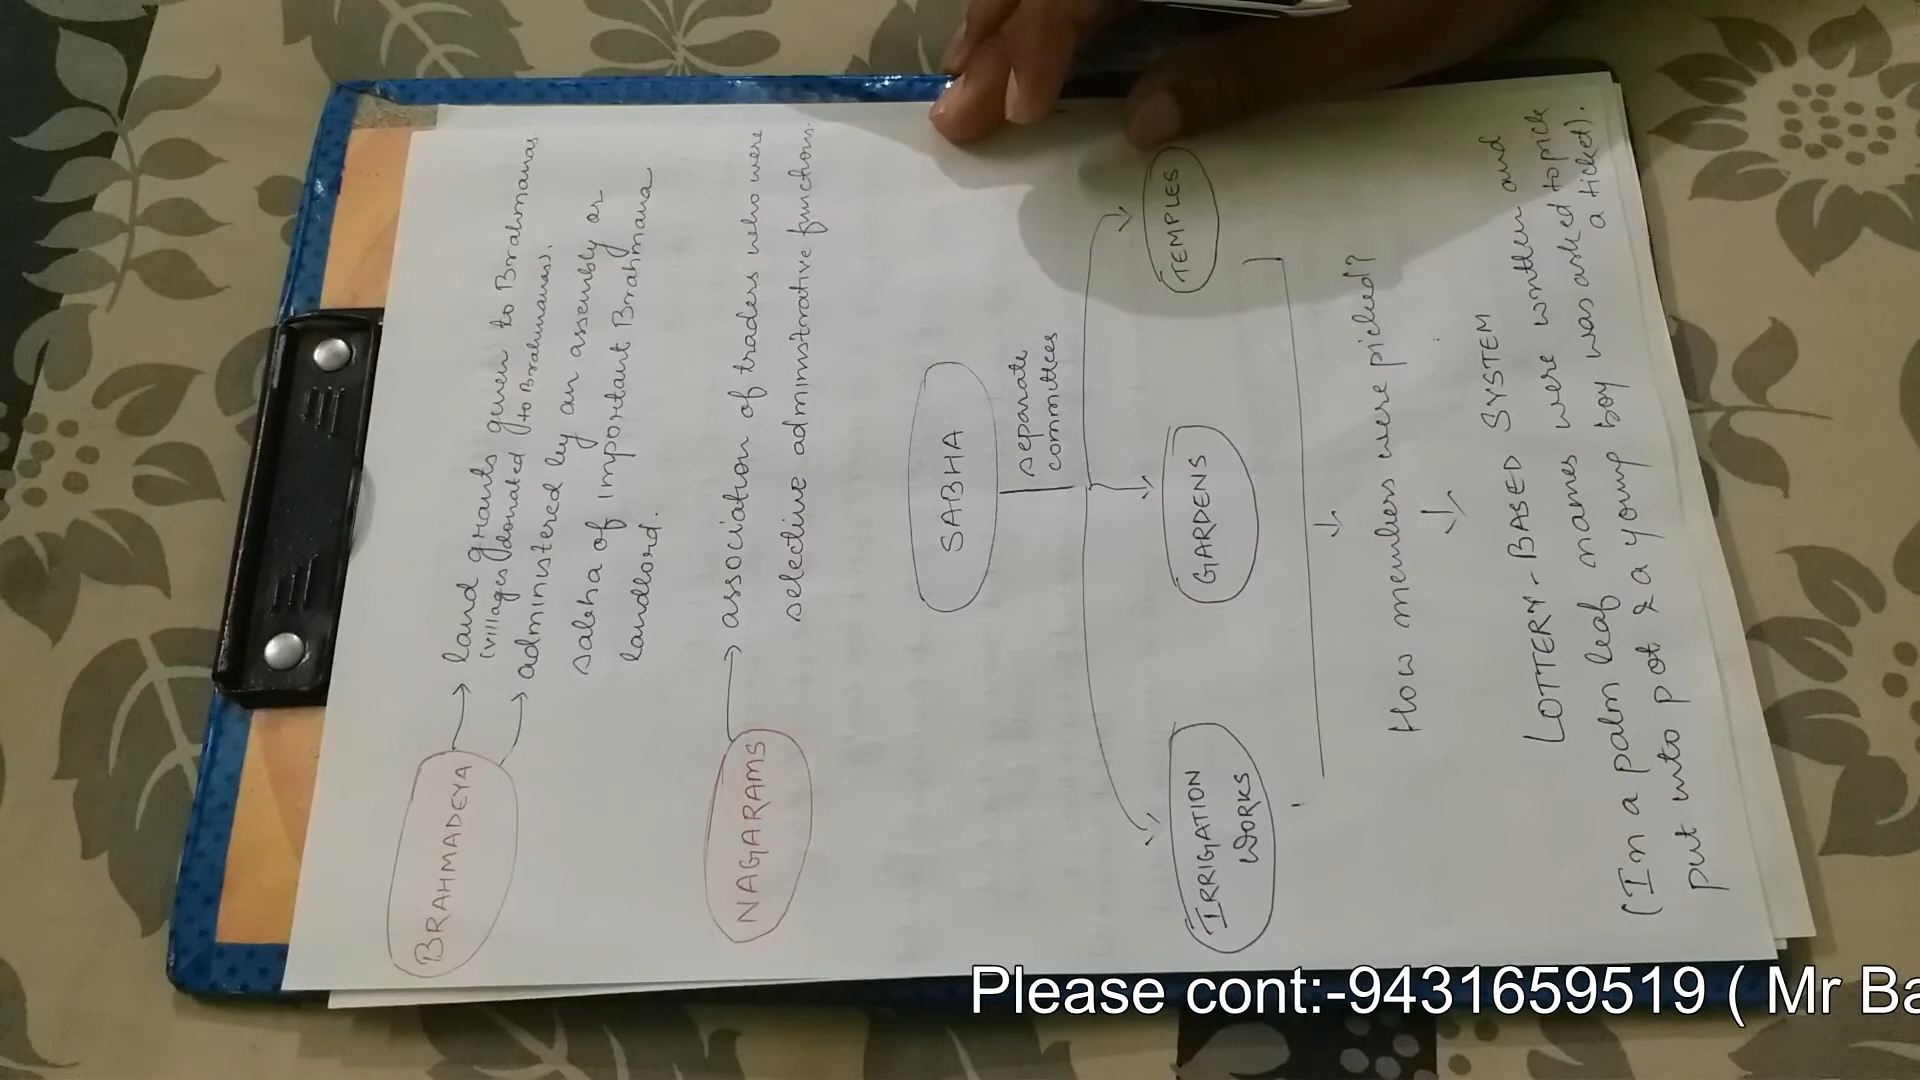 BRAHMADEYA
→ land grants given to Brahmanas.
(villages donated to Brahmanas).
→ administered by an assembly or
sabha of important Brahmana
landlord.
NAGARAMS
→ association of traders who were
selective administrative functions.
SABHA
separate
committees
IRRIGATION
WORKS
GARDENS
TEMPLES
How members were picked?
LOTTERY-BASED SYSTEM
(In a palm leaf names were written and
put into pot & a young boy was asked to pick
a ticket).
Please cont:-9431659519 ( Mr Ba